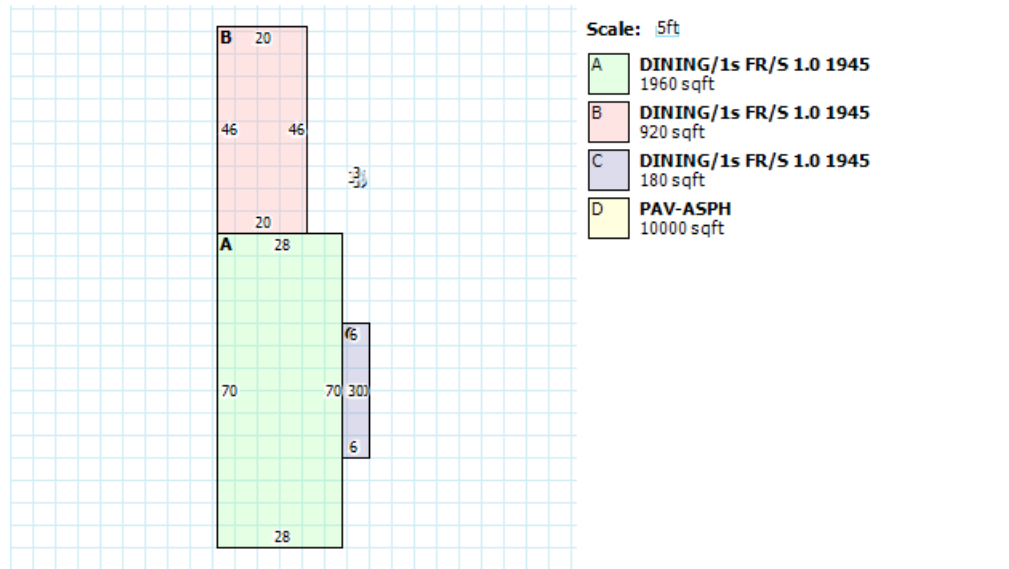 Scale: 5ft
A DINING/1s FR/S 1.0 1945
1960 sqft
B DINING/1s FR/S 1.0 1945
920 sqft
C DINING/1s FR/S 1.0 1945
180 sqft
D PAV-ASPH
10000 sqft
B 20
46 46
20
A 28
6
70 70 30
6
28